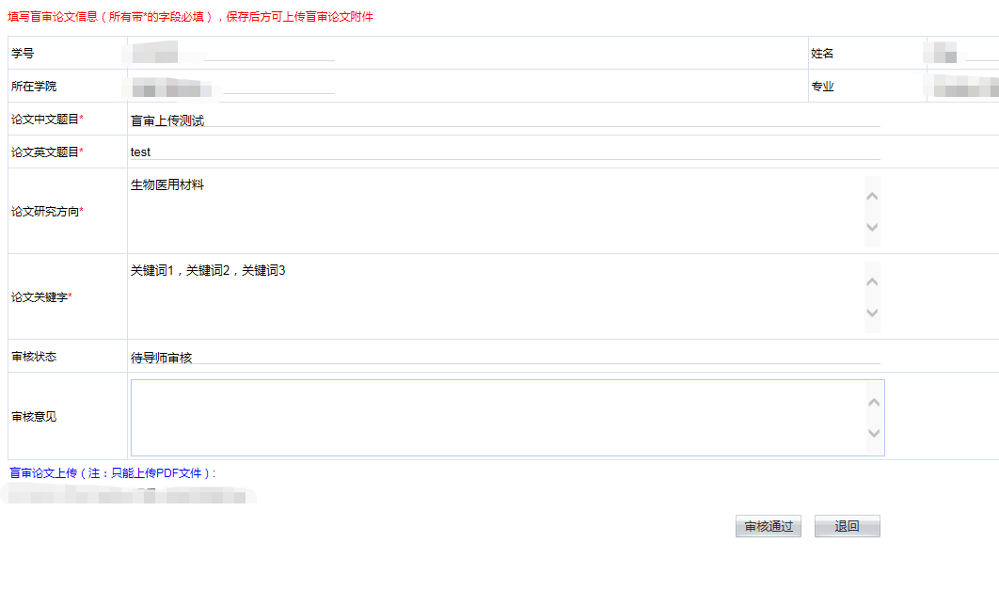 填写盲审论文信息（所有带*的字段必填），保存后方可上传盲审论文附件
学号 姓名
所在学院 专业
论文中文题目* 盲审上传测试
论文英文题目* test
论文研究方向* 生物医用材料
论文关键字* 关键词1，关键词2，关键词3
审核状态 待导师审核
审核意见
盲审论文上传（注：只能上传PDF文件）:
审核通过 退回